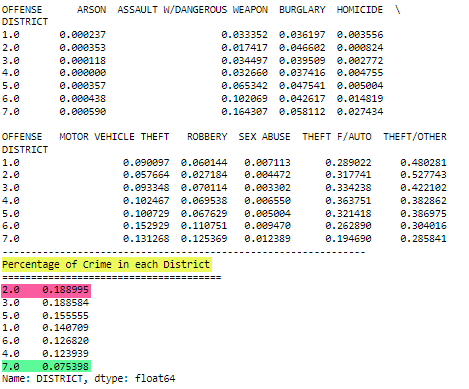 OFFENSE ARSON ASSAULT W/DANGEROUS WEAPON BURGLARY HOMICIDE \
DISTRICT
1.0 0.000237 0.033352 0.036197 0.003556
2.0 0.000353 0.017417 0.046602 0.000824
3.0 0.000118 0.034497 0.039509 0.002772
4.0 0.000000 0.032660 0.037416 0.004755
5.0 0.000357 0.065342 0.047541 0.005004
6.0 0.000438 0.102069 0.042617 0.014819
7.0 0.000590 0.164307 0.058112 0.027434
OFFENSE MOTOR VEHICLE THEFT ROBBERY SEX ABUSE THEFT F/AUTO THEFT/OTHER
DISTRICT
1.0 0.090097 0.060144 0.007113 0.289022 0.480281
2.0 0.057664 0.027184 0.004472 0.317741 0.527743
3.0 0.093348 0.070114 0.003302 0.334238 0.422102
4.0 0.102467 0.069538 0.006550 0.363751 0.382862
5.0 0.100729 0.067629 0.005004 0.321418 0.386975
6.0 0.152929 0.110751 0.009470 0.262890 0.304016
7.0 0.131268 0.125369 0.012389 0.194690 0.285841
---------------------------------------------------------------
Percentage of Crime in each District
======================================
2.0 0.188995
3.0 0.188584
5.0 0.155555
1.0 0.140709
6.0 0.126820
4.0 0.123939
7.0 0.075398
Name: DISTRICT, dtype: float64